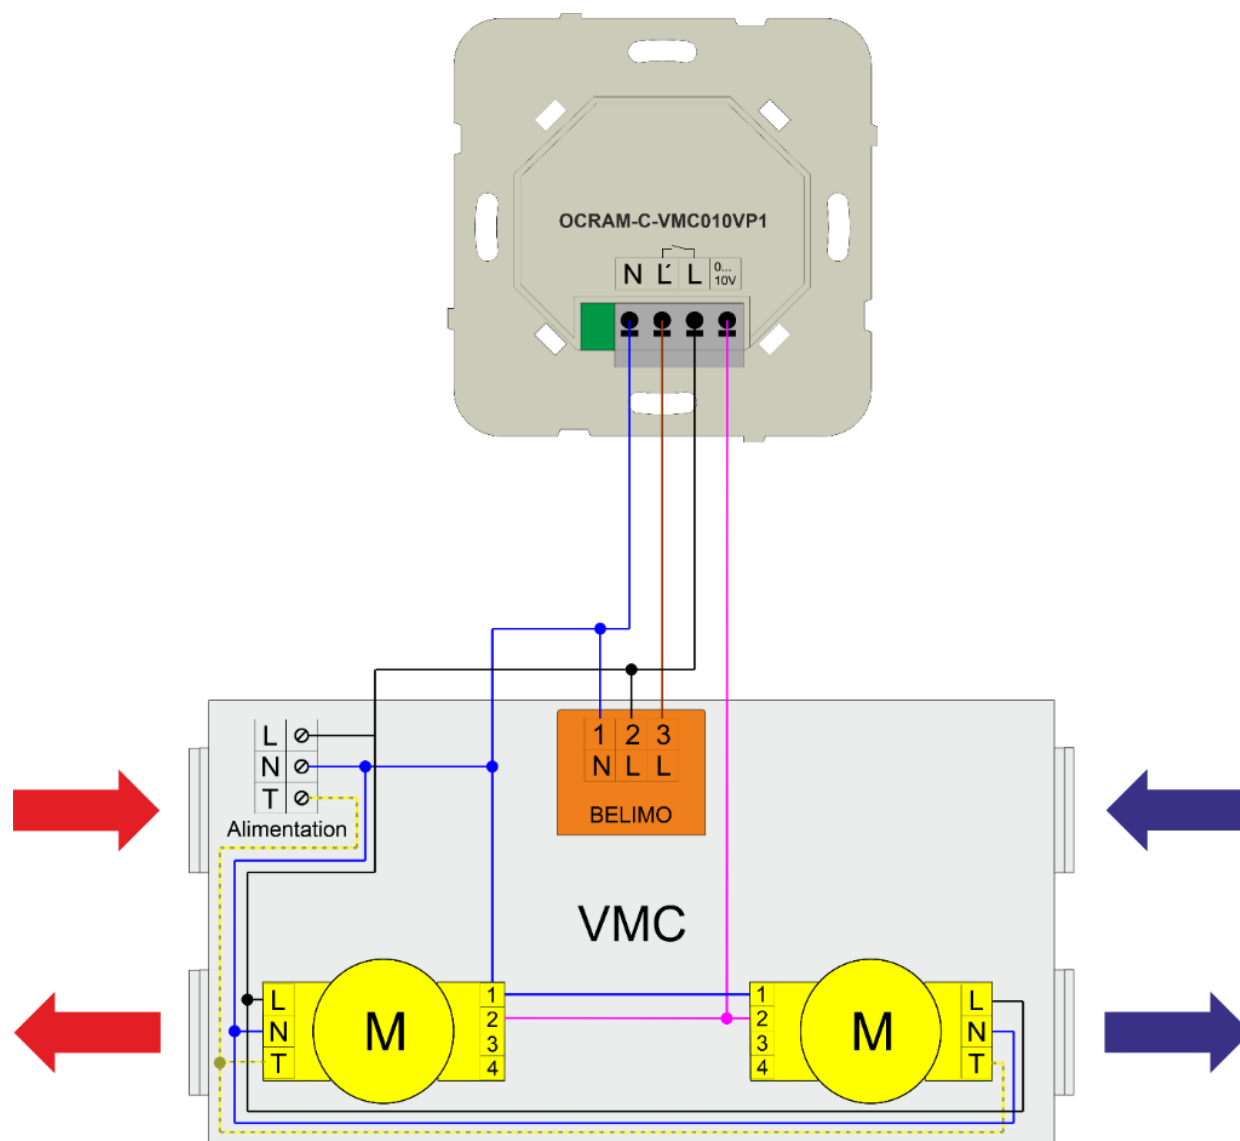 OCRAM-C-VMC010VP1
N L' L 0...
10V
L
N
T
Alimentation
1 2 3
N L L
BELIMO
VMC
L
N
T
M
1
2
3
4
1
2
3
4
M
L
N
T